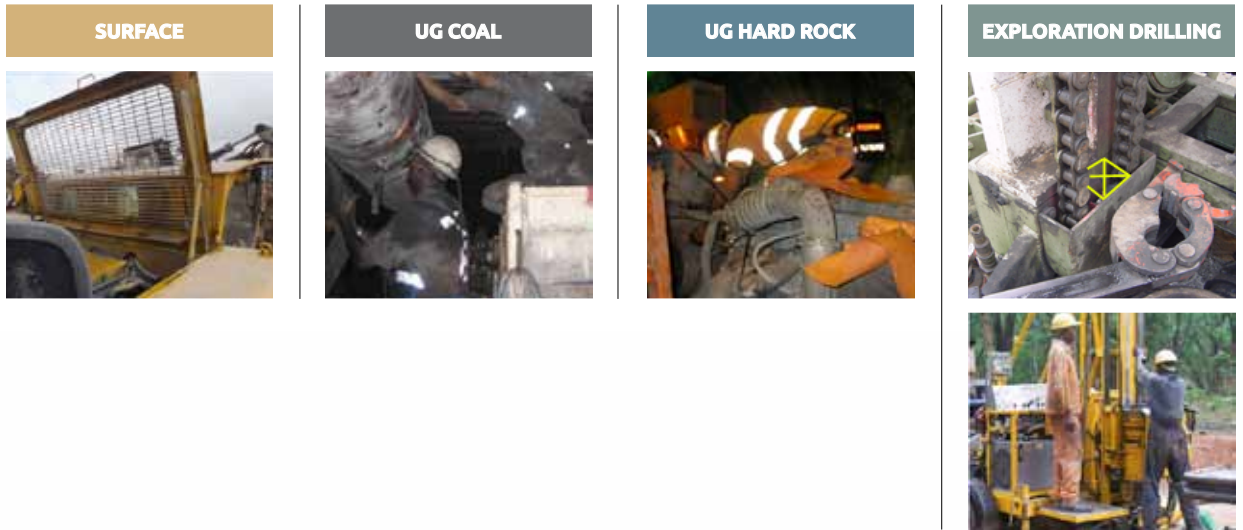 SURFACE
UG COAL
UG HARD ROCK
EXPLORATION DRILLING